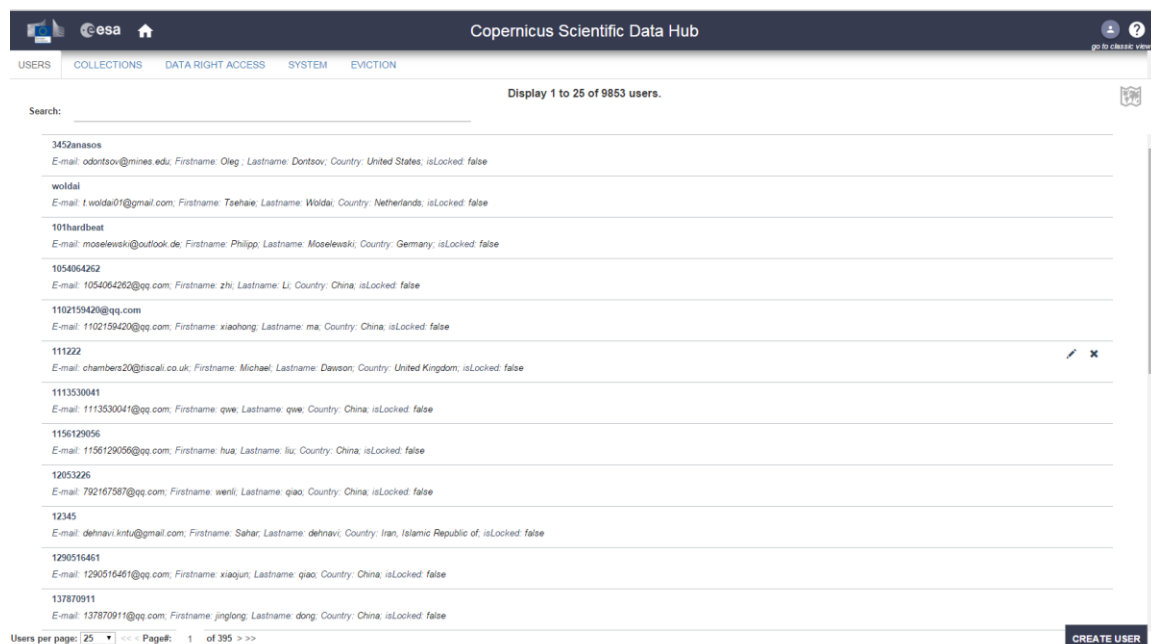 esa Copernicus Scientific Data Hub ?
go to classic view
USERS COLLECTIONS DATA RIGHT ACCESS SYSTEM EVICTION
Display 1 to 25 of 9853 users.
Search:
3452anasos
E-mail: odontsov@mines.edu; Firstname: Oleg ; Lastname: Dontsov; Country: United States; isLocked: false
woldai
E-mail: t.woldai01@gmail.com; Firstname: Tsehaie; Lastname: Woldai; Country: Netherlands; isLocked: false
101hardbeat
E-mail: moselewski@outlook.de; Firstname: Philipp; Lastname: Moselewski; Country: Germany; isLocked: false
1054064262
E-mail: 1054064262@qq.com; Firstname: zhi; Lastname: Li; Country: China; isLocked: false
1102159420@qq.com
E-mail: 1102159420@qq.com; Firstname: xiaohong; Lastname: ma; Country: China; isLocked: false
111222
E-mail: chambers20@tiscali.co.uk; Firstname: Michael; Lastname: Dawson; Country: United Kingdom; isLocked: false
1113530041
E-mail: 1113530041@qq.com; Firstname: qwe; Lastname: qwe; Country: China; isLocked: false
1156129056
E-mail: 1156129056@qq.com; Firstname: hua; Lastname: liu; Country: China; isLocked: false
12053226
E-mail: 792167587@qq.com; Firstname: wenli; Lastname: qiao; Country: China; isLocked: false
12345
E-mail: dehnavi.kntu@gmail.com; Firstname: Sahar; Lastname: dehnavi; Country: Iran, Islamic Republic of; isLocked: false
1290516461
E-mail: 1290516461@qq.com; Firstname: xiaojun; Lastname: qiao; Country: China; isLocked: false
137870911
E-mail: 137870911@qq.com; Firstname: jinglong; Lastname: dong; Country: China; isLocked: false
Users per page: 25 << < Page#: 1 of 395 > >> CREATE USER